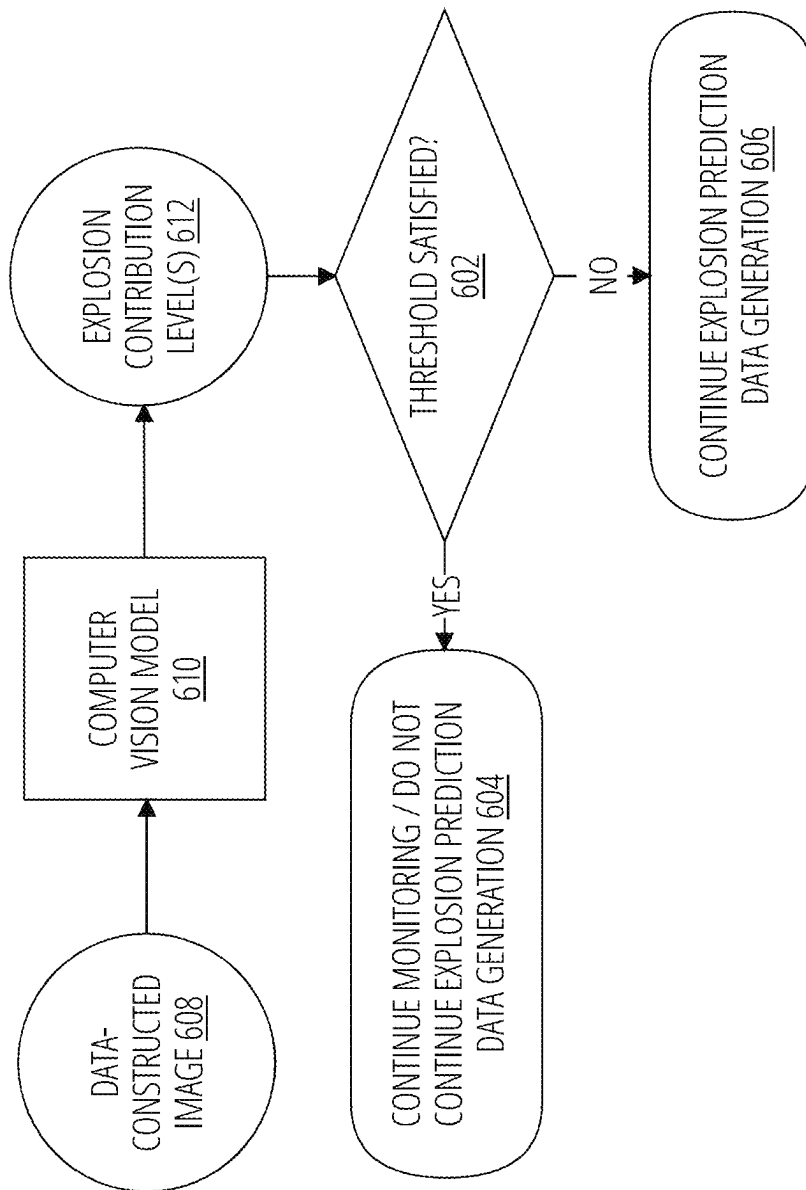 DATA-
CONSTRUCTED
IMAGE 608
COMPUTER
VISION MODEL
610
EXPLOSION
CONTRIBUTION
LEVEL(S) 612
THRESHOLD SATISFIED?
602
YES
NO
CONTINUE MONITORING / DO NOT
CONTINUE EXPLOSION PREDICTION
DATA GENERATION 604
CONTINUE EXPLOSION PREDICTION
DATA GENERATION 606